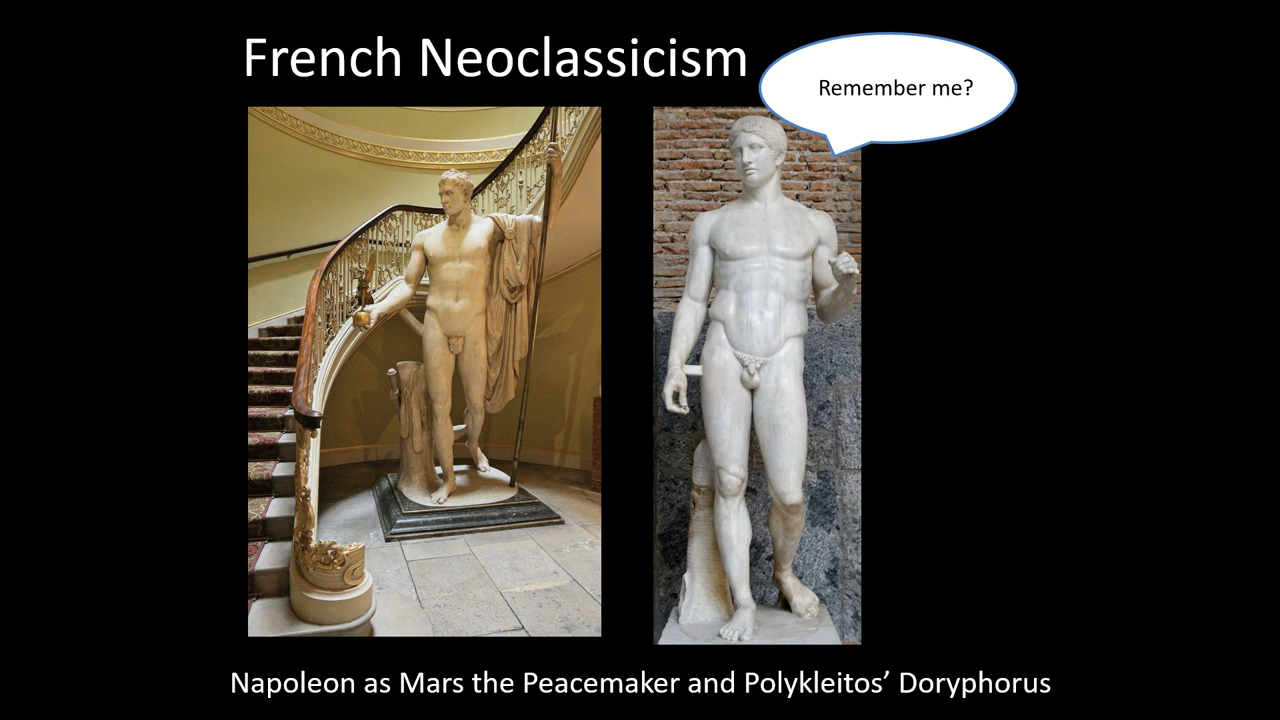 French Neoclassicism
Remember me?
Napoleon as Mars the Peacemaker and Polykleitos’ Doryphorus